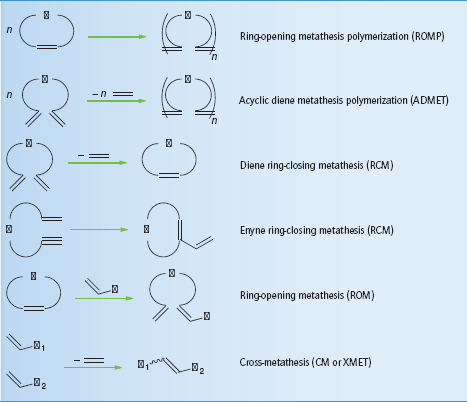 n n Ring-opening metathesis polymerization (ROMP)
n – n n Acyclic diene metathesis polymerization (ADMET)
– Diene ring-closing metathesis (RCM)
Enyne ring-closing metathesis (RCM)
Ring-opening metathesis (ROM)
1 – 1 2 Cross-metathesis (CM or XMET)
2